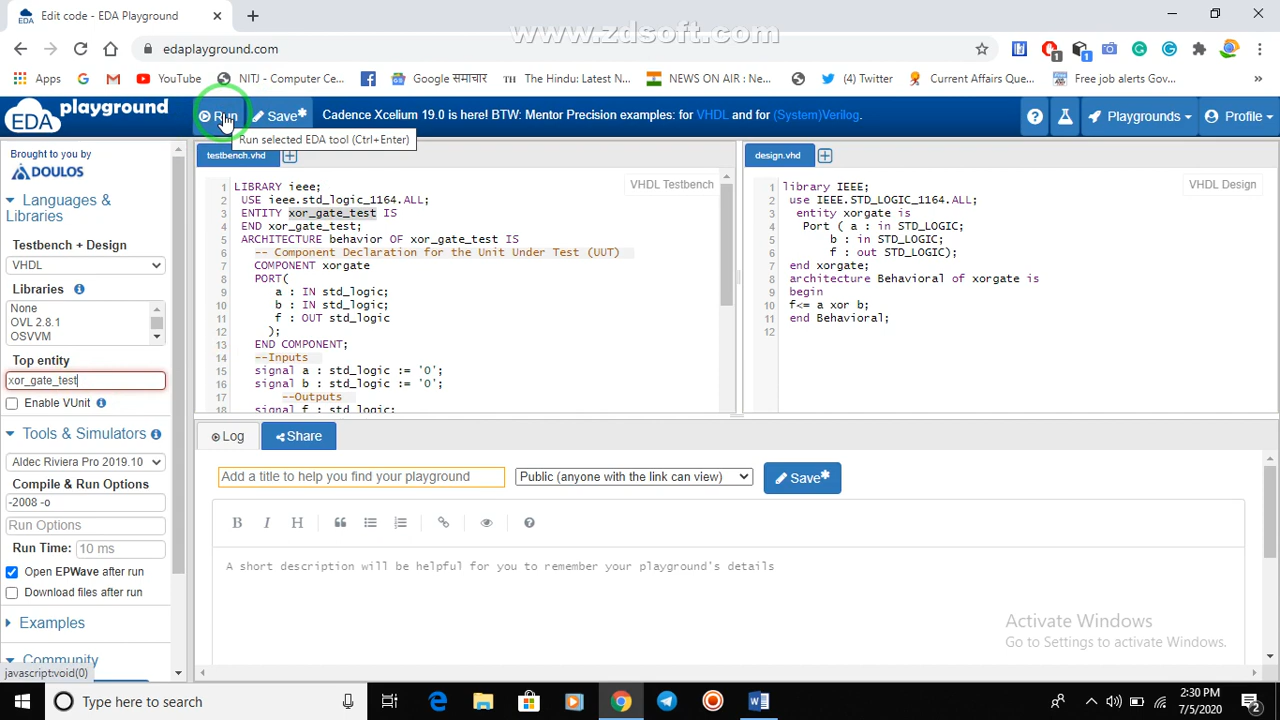 Edit code - EDA Playground
www.zdsoft.com
edaplayground.com
1
1
Apps
YouTube
NITJ - Computer Ce...
Google समाचार
The Hindu: Latest N...
NEWS ON AIR : New...
(4) Twitter
Current Affairs Que...
Free job alerts Gov...
»
EDA playground
Run
Save*
Cadence Xcelium 19.0 is here! BTW: Mentor Precision examples: for VHDL and for (System)Verilog.
Playgrounds
Profile
Run selected EDA tool (Ctrl+Enter)
Brought to you by
DOULOS
Languages & Libraries
Testbench + Design
VHDL
Libraries
None
OVL 2.8.1
OSVVM
Top entity
xor_gate_test
Enable VUnit
Tools & Simulators
Aldec Riviera Pro 2019.10
Compile & Run Options
-2008 -o
Run Options
Run Time: 10 ms
Open EPWave after run
Download files after run
Examples
Community
javascript:void(0)
testbench.vhd
VHDL Testbench
1 LIBRARY ieee;
2 USE ieee.std_logic_1164.ALL;
3 ENTITY xor_gate_test IS
4 END xor_gate_test;
5 ARCHITECTURE behavior OF xor_gate_test IS
6 -- Component Declaration for the Unit Under Test (UUT)
7 COMPONENT xorgate
8 PORT(
9 a : IN std_logic;
10 b : IN std_logic;
11 f : OUT std_logic
12 );
13 END COMPONENT;
14 --Inputs
15 signal a : std_logic := '0';
16 signal b : std_logic := '0';
17 --Outputs
18 signal f : std_logic;
design.vhd
VHDL Design
1 library IEEE;
2 use IEEE.STD_LOGIC_1164.ALL;
3 entity xorgate is
4 Port ( a : in STD_LOGIC;
5 b : in STD_LOGIC;
6 f : out STD_LOGIC);
7 end xorgate;
8 architecture Behavioral of xorgate is
9 begin
10 f<= a xor b;
11 end Behavioral;
12
Log
Share
Add a title to help you find your playground
Public (anyone with the link can view)
Save*
B I H
A short description will be helpful for you to remember your playground's details
Activate Windows
Go to Settings to activate Windows.
Type here to search
2:30 PM
7/5/2020
2